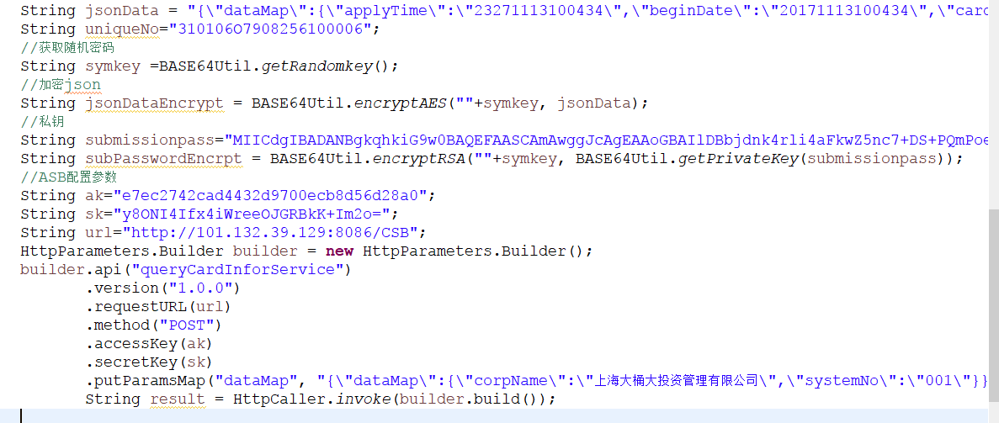 String jsonData = "{\"dataMap\":{\"applyTime\":\"23271113100434\",\"beginDate\":\"20171113100434\",\"card
String uniqueNo="310106O7908256100006";
//获取随机密码
String symkey =BASE64Util.getRandomkey();
//加密json
String jsonDataEncrypt = BASE64Util.encryptAES(""+symkey, jsonData);
//私钥
String submissionpass="MIICdgIBADANBgkqhkiG9w0BAQEFAASCAmAwggJcAgEAAoGBAIlDBbjdnk4rli4aFkwZ5nc7+DS+PQmPoe
String subPasswordEncrpt = BASE64Util.encryptRSA(""+symkey, BASE64Util.getPrivateKey(submissionpass));
//ASB配置参数
String ak="e7ec2742cad4432d9700ecb8d56d28a0";
String sk="y8ONI4Ifx4iWreeOJGRBkK+Im2o=";
String url="http://101.132.39.129:8086/CSB";
HttpParameters.Builder builder = new HttpParameters.Builder();
builder.api("queryCardInforService")
.version("1.0.0")
.requestURL(url)
.method("POST")
.accessKey(ak)
.secretKey(sk)
.putParamsMap("dataMap", "{\"dataMap\":{\"corpName\":\"上海大桶大投资管理有限公司\",\"systemNo\":\"001\"}}
String result = HttpCaller.invoke(builder.build());